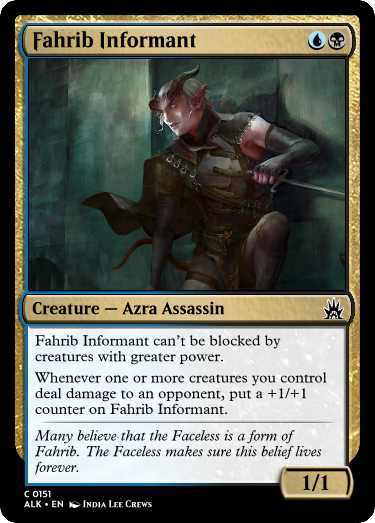 Fahrib Informant
Creature — Azra Assassin
Fahrib Informant can't be blocked by
creatures with greater power.
Whenever one or more creatures you control
deal damage to an opponent, put a +1/+1
counter on Fahrib Informant.
Many believe that the Faceless is a form of
Fahrib. The Faceless makes sure this belief lives
forever.
1/1
C 0151
ALK • EN India Lee Crews